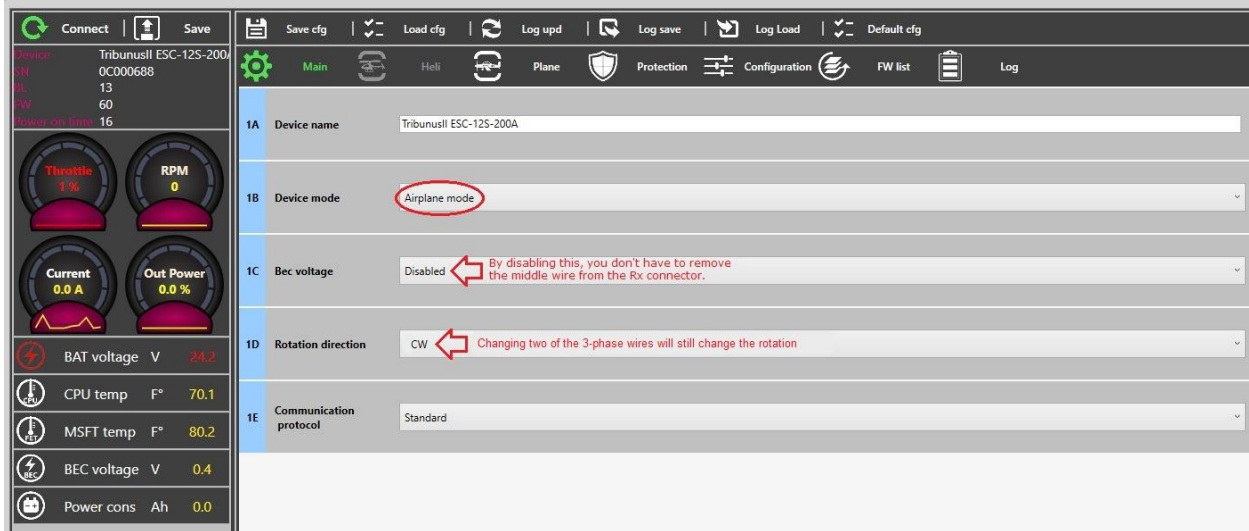 Connect | Save
Save cfg | Load cfg | Log upd | Log save | Log Load | Default cfg
Device TribunusII ESC-12S-200A
SN 0C000688
BL 13
FW 60
Power on time 16
Main Heli Plane Protection Configuration FW list Log
Throttle
1 %
RPM
0
Current
0.0 A
Out Power
0.0 %
BAT voltage V 24.2
CPU
CPU temp F° 70.1
FET
MSFT temp F° 80.2
BEC
BEC voltage V 0.4
Power cons Ah 0.0
1A Device name TribunusII ESC-12S-200A
1B Device mode Airplane mode
1C Bec voltage Disabled By disabling this, you don't have to remove
the middle wire from the Rx connector.
1D Rotation direction CW Changing two of the 3-phase wires will still change the rotation
1E Communication
protocol Standard